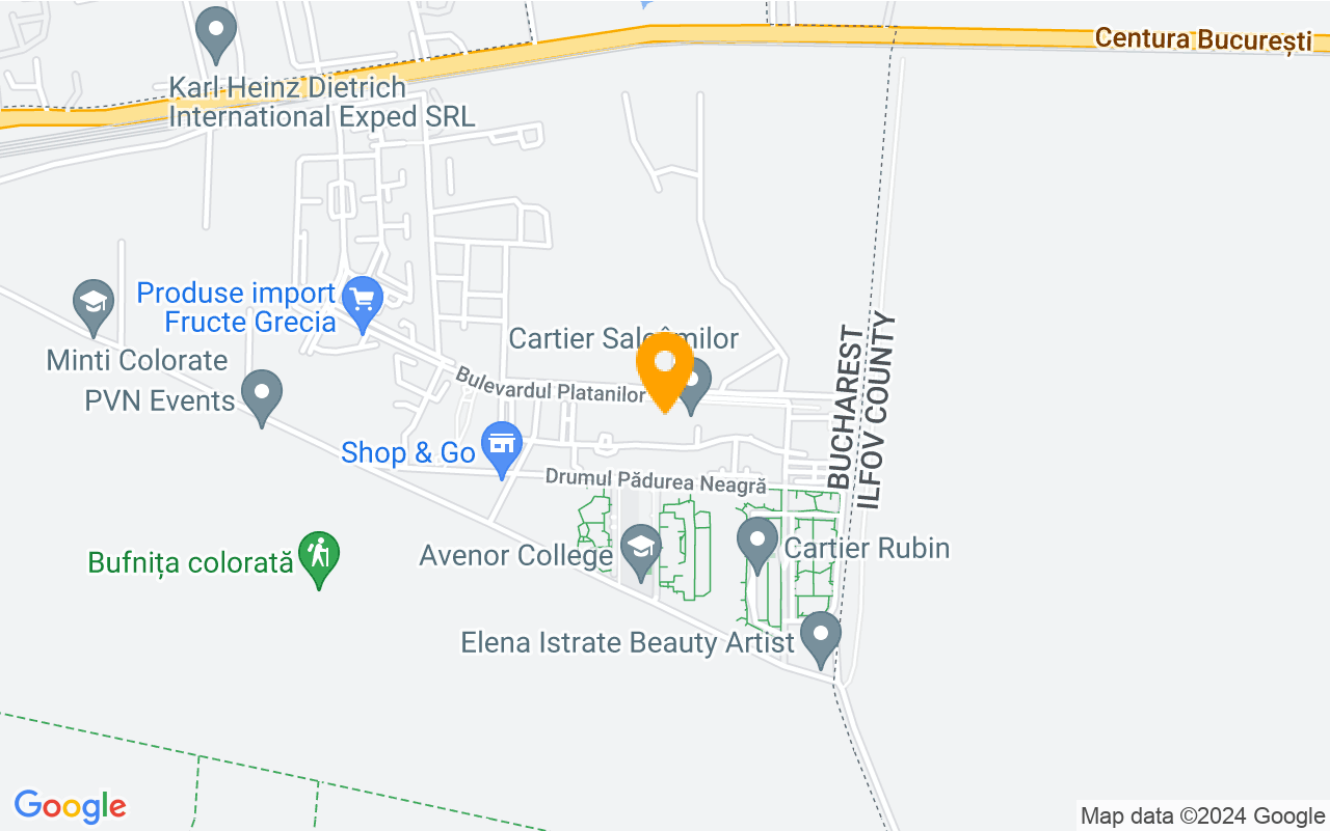 Centura București
Karl Heinz Dietrich
International Exped SRL
Produse import
Fructe Grecia
Minti Colorate
Cartier Salcâmilor
PVN Events
Bulevardul Platanilor
BUCHAREST
ILFOV COUNTY
Shop & Go
Drumul Pădurea Neagră
Bufnița colorată
Avenor College
Cartier Rubin
Elena Istrate Beauty Artist
Google
Map data ©2024 Google